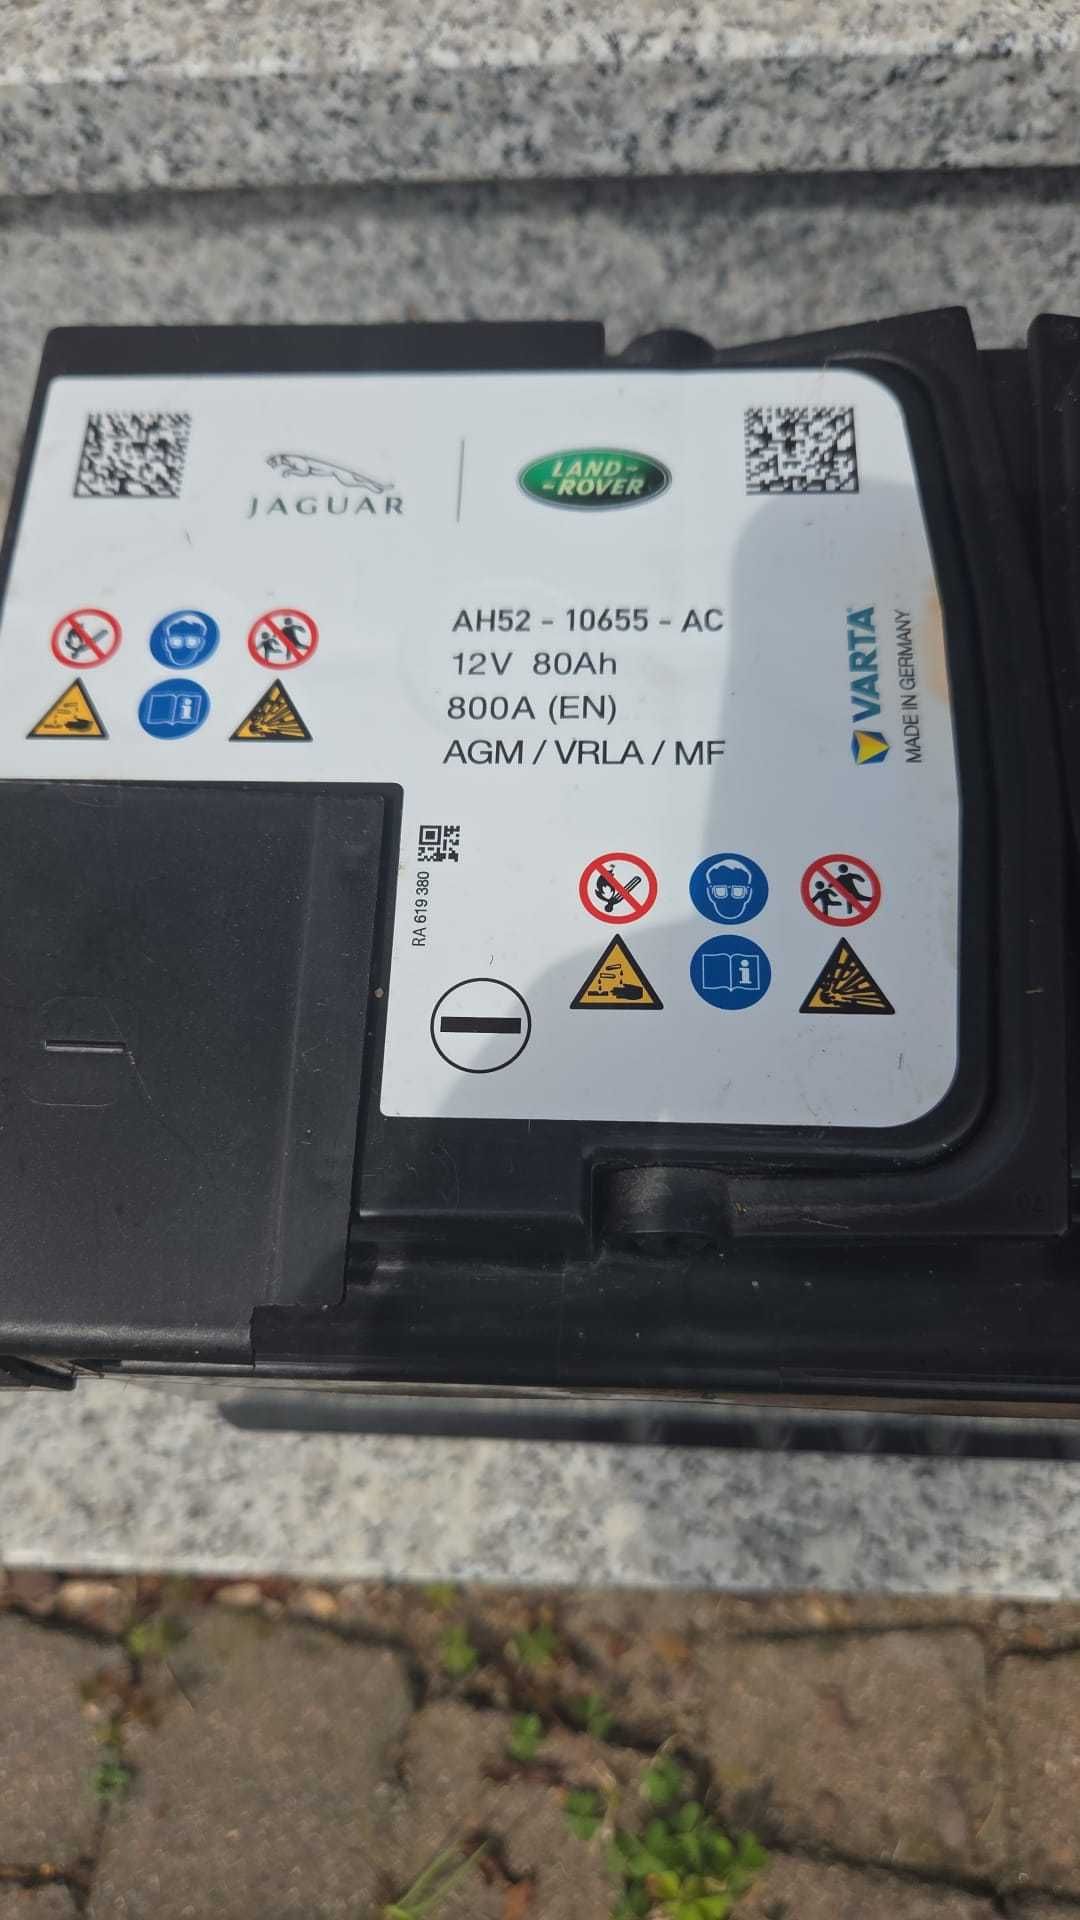 JAGUAR
LAND-
-ROVER
AH52 - 10655 - AC
12V 80Ah
800A (EN)
AGM / VRLA / MF
VARTA
MADE IN GERMANY
RA 619 380